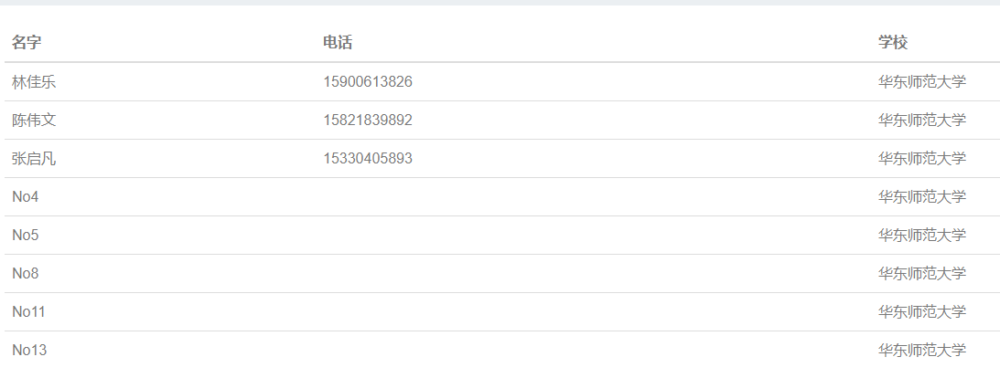 名字 电话 学校
林佳乐 15900613826 华东师范大学
陈伟文 15821839892 华东师范大学
张启凡 15330405893 华东师范大学
No4 华东师范大学
No5 华东师范大学
No8 华东师范大学
No11 华东师范大学
No13 华东师范大学